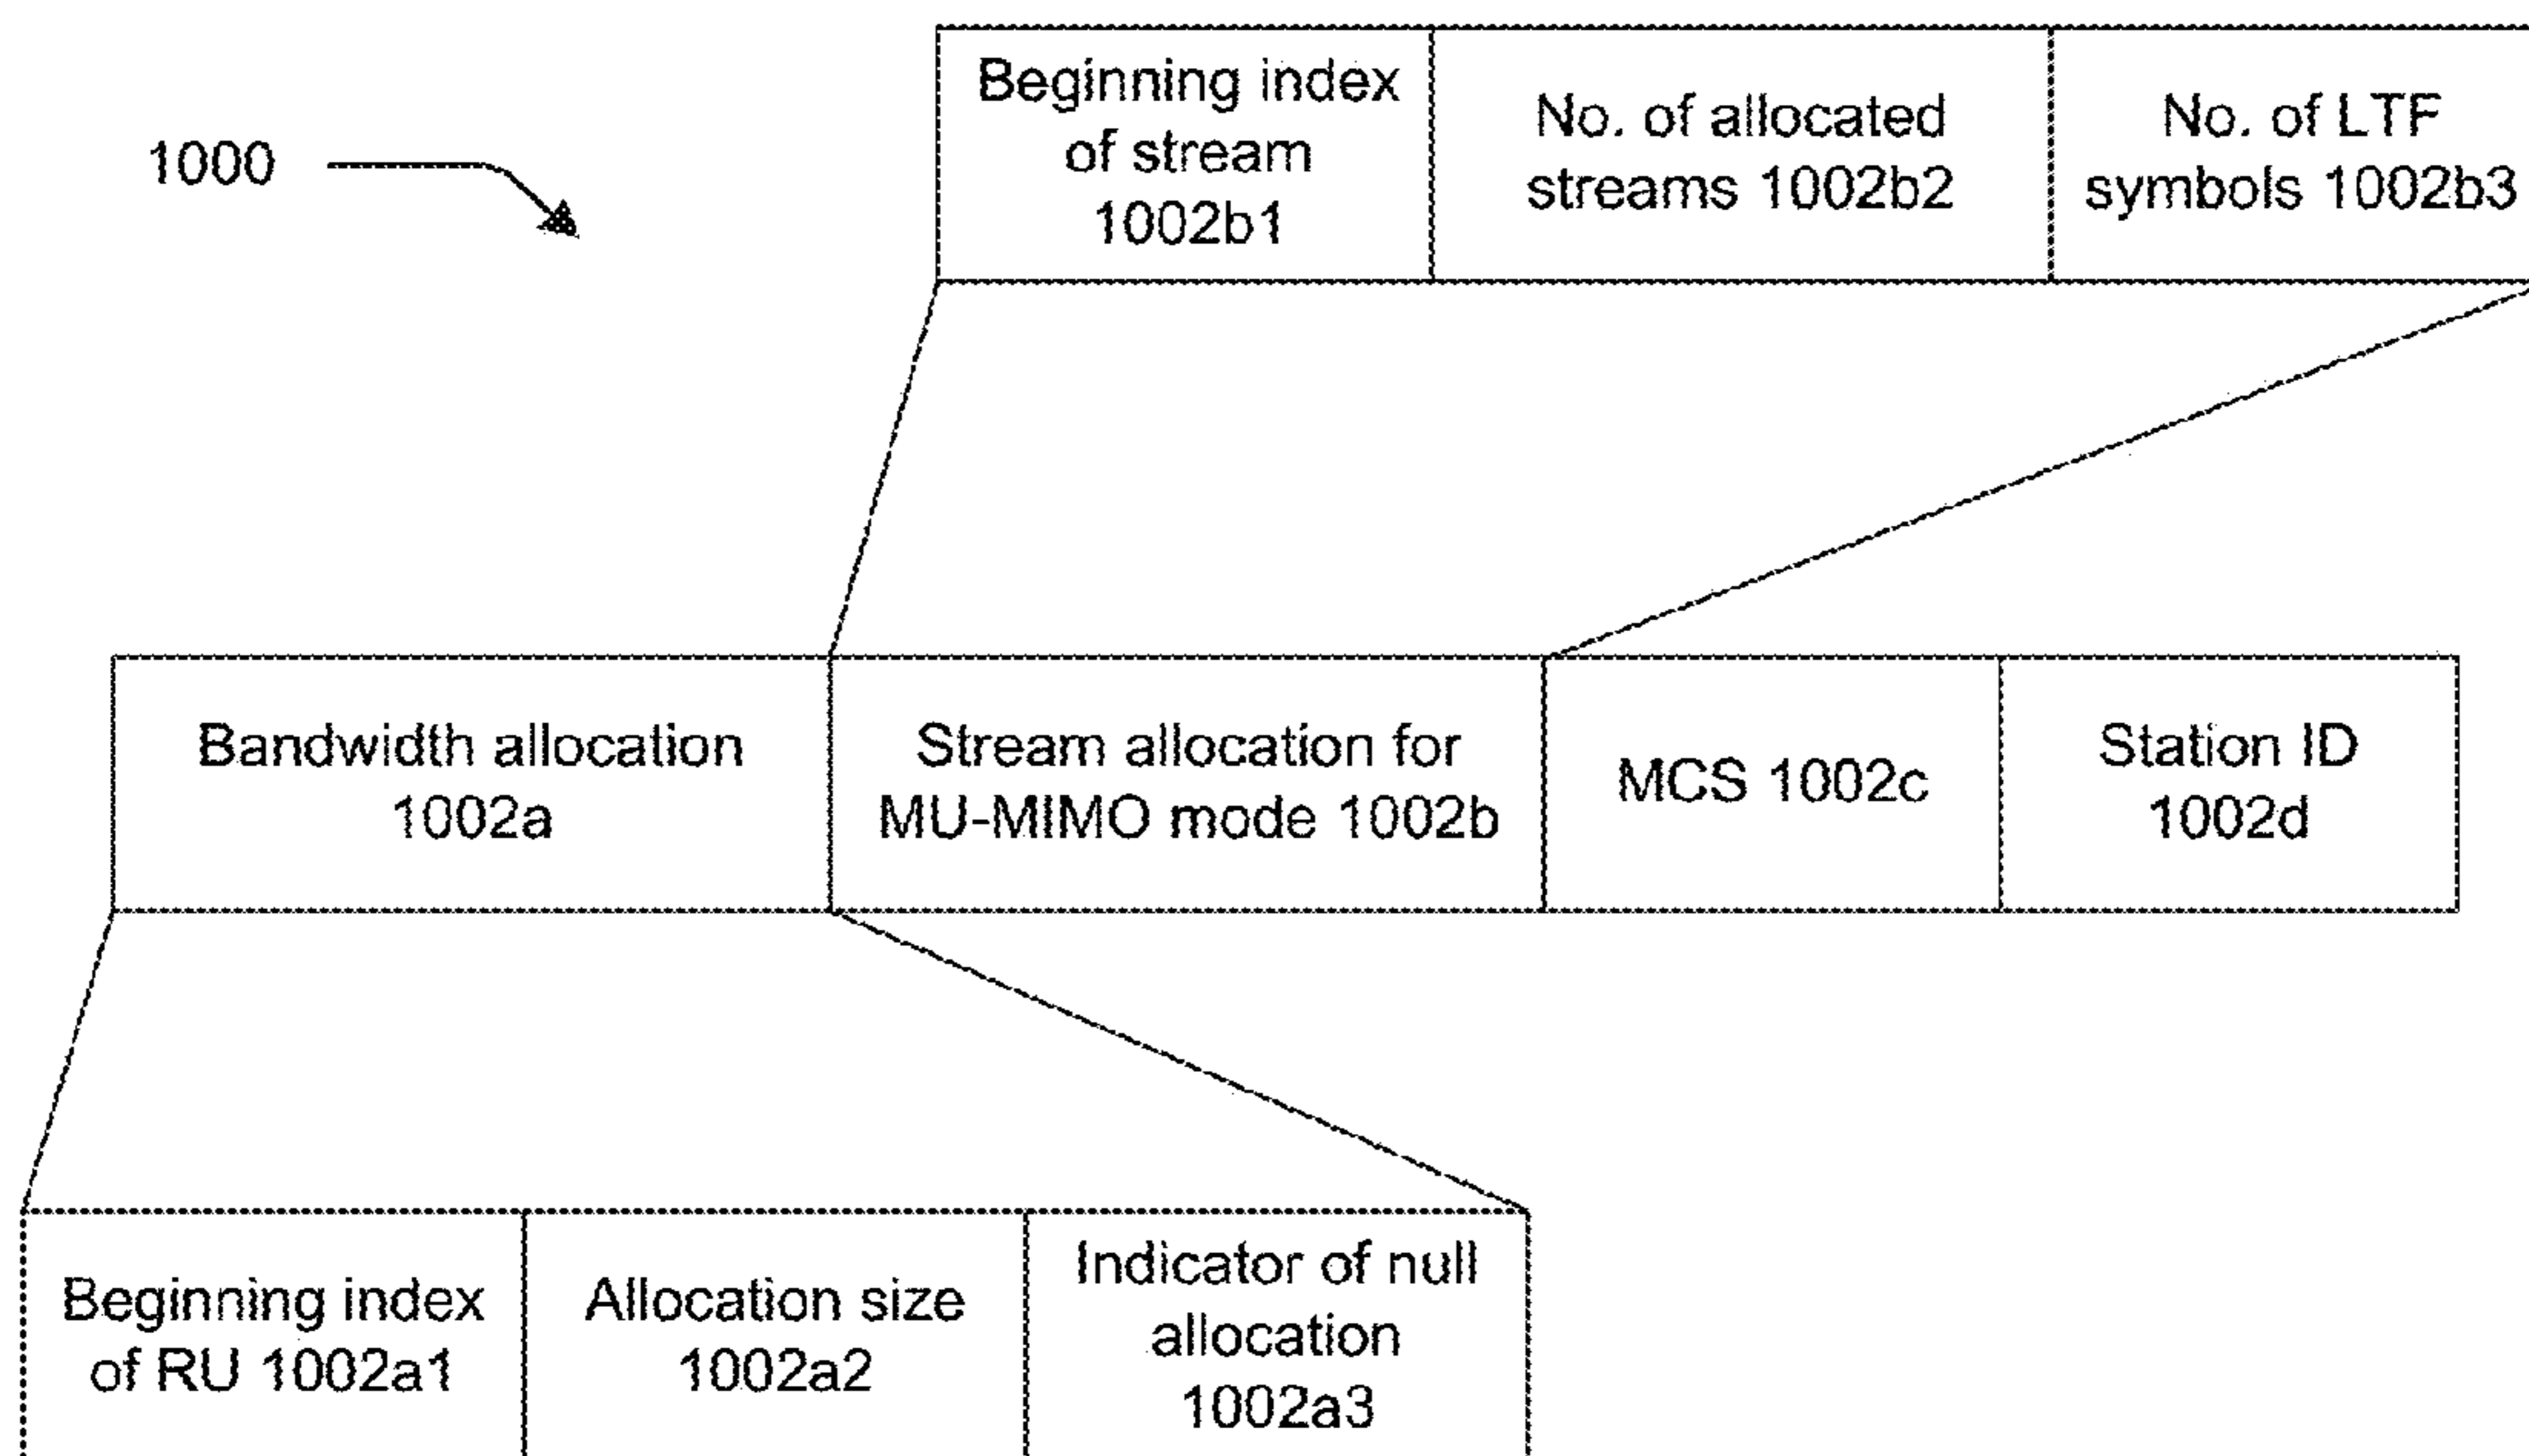 1000
Beginning index
of stream
1002b1
No. of allocated
streams 1002b2
No. of LTF
symbols 1002b3
Bandwidth allocation
1002a
Stream allocation for
MU-MIMO mode 1002b
MCS 1002c
Station ID
1002d
Beginning index
of RU 1002a1
Allocation size
1002a2
Indicator of null
allocation
1002a3